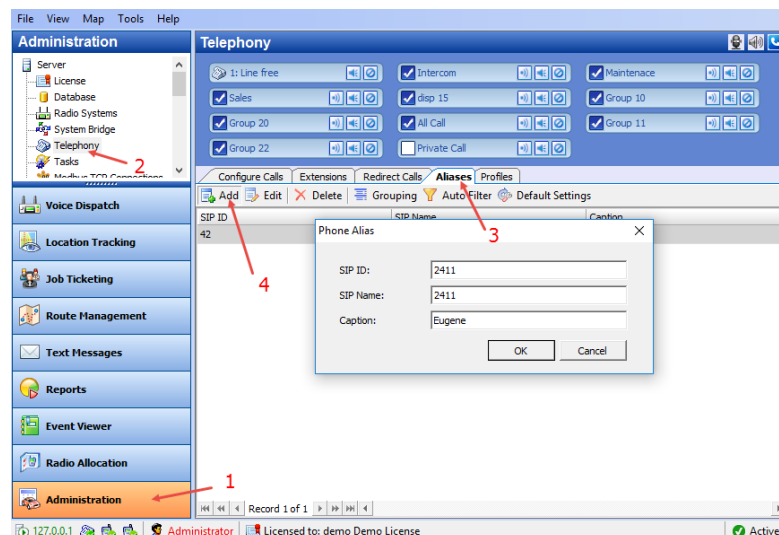 File View Map Tools Help
Administration
Telephony
Server
License
Database
Radio Systems
System Bridge
Telephony
Tasks
Modbus TCP Connections
2
1: Line free
Intercom
Maintenace
Sales
disp 15
Group 10
Group 20
All Call
Group 11
Group 22
Private Call
Configure Calls Extensions Redirect Calls Aliases Profiles
Add Edit Delete Grouping Auto Filter Default Settings
SIP ID SIP Name Caption
42
3
4
Phone Alias
SIP ID: 2411
SIP Name: 2411
Caption: Eugene
OK Cancel
Voice Dispatch
Location Tracking
Job Ticketing
Route Management
Text Messages
Reports
Event Viewer
Radio Allocation
Administration
1
Record 1 of 1
127.0.0.1 Administrator Licensed to: demo Demo License Active